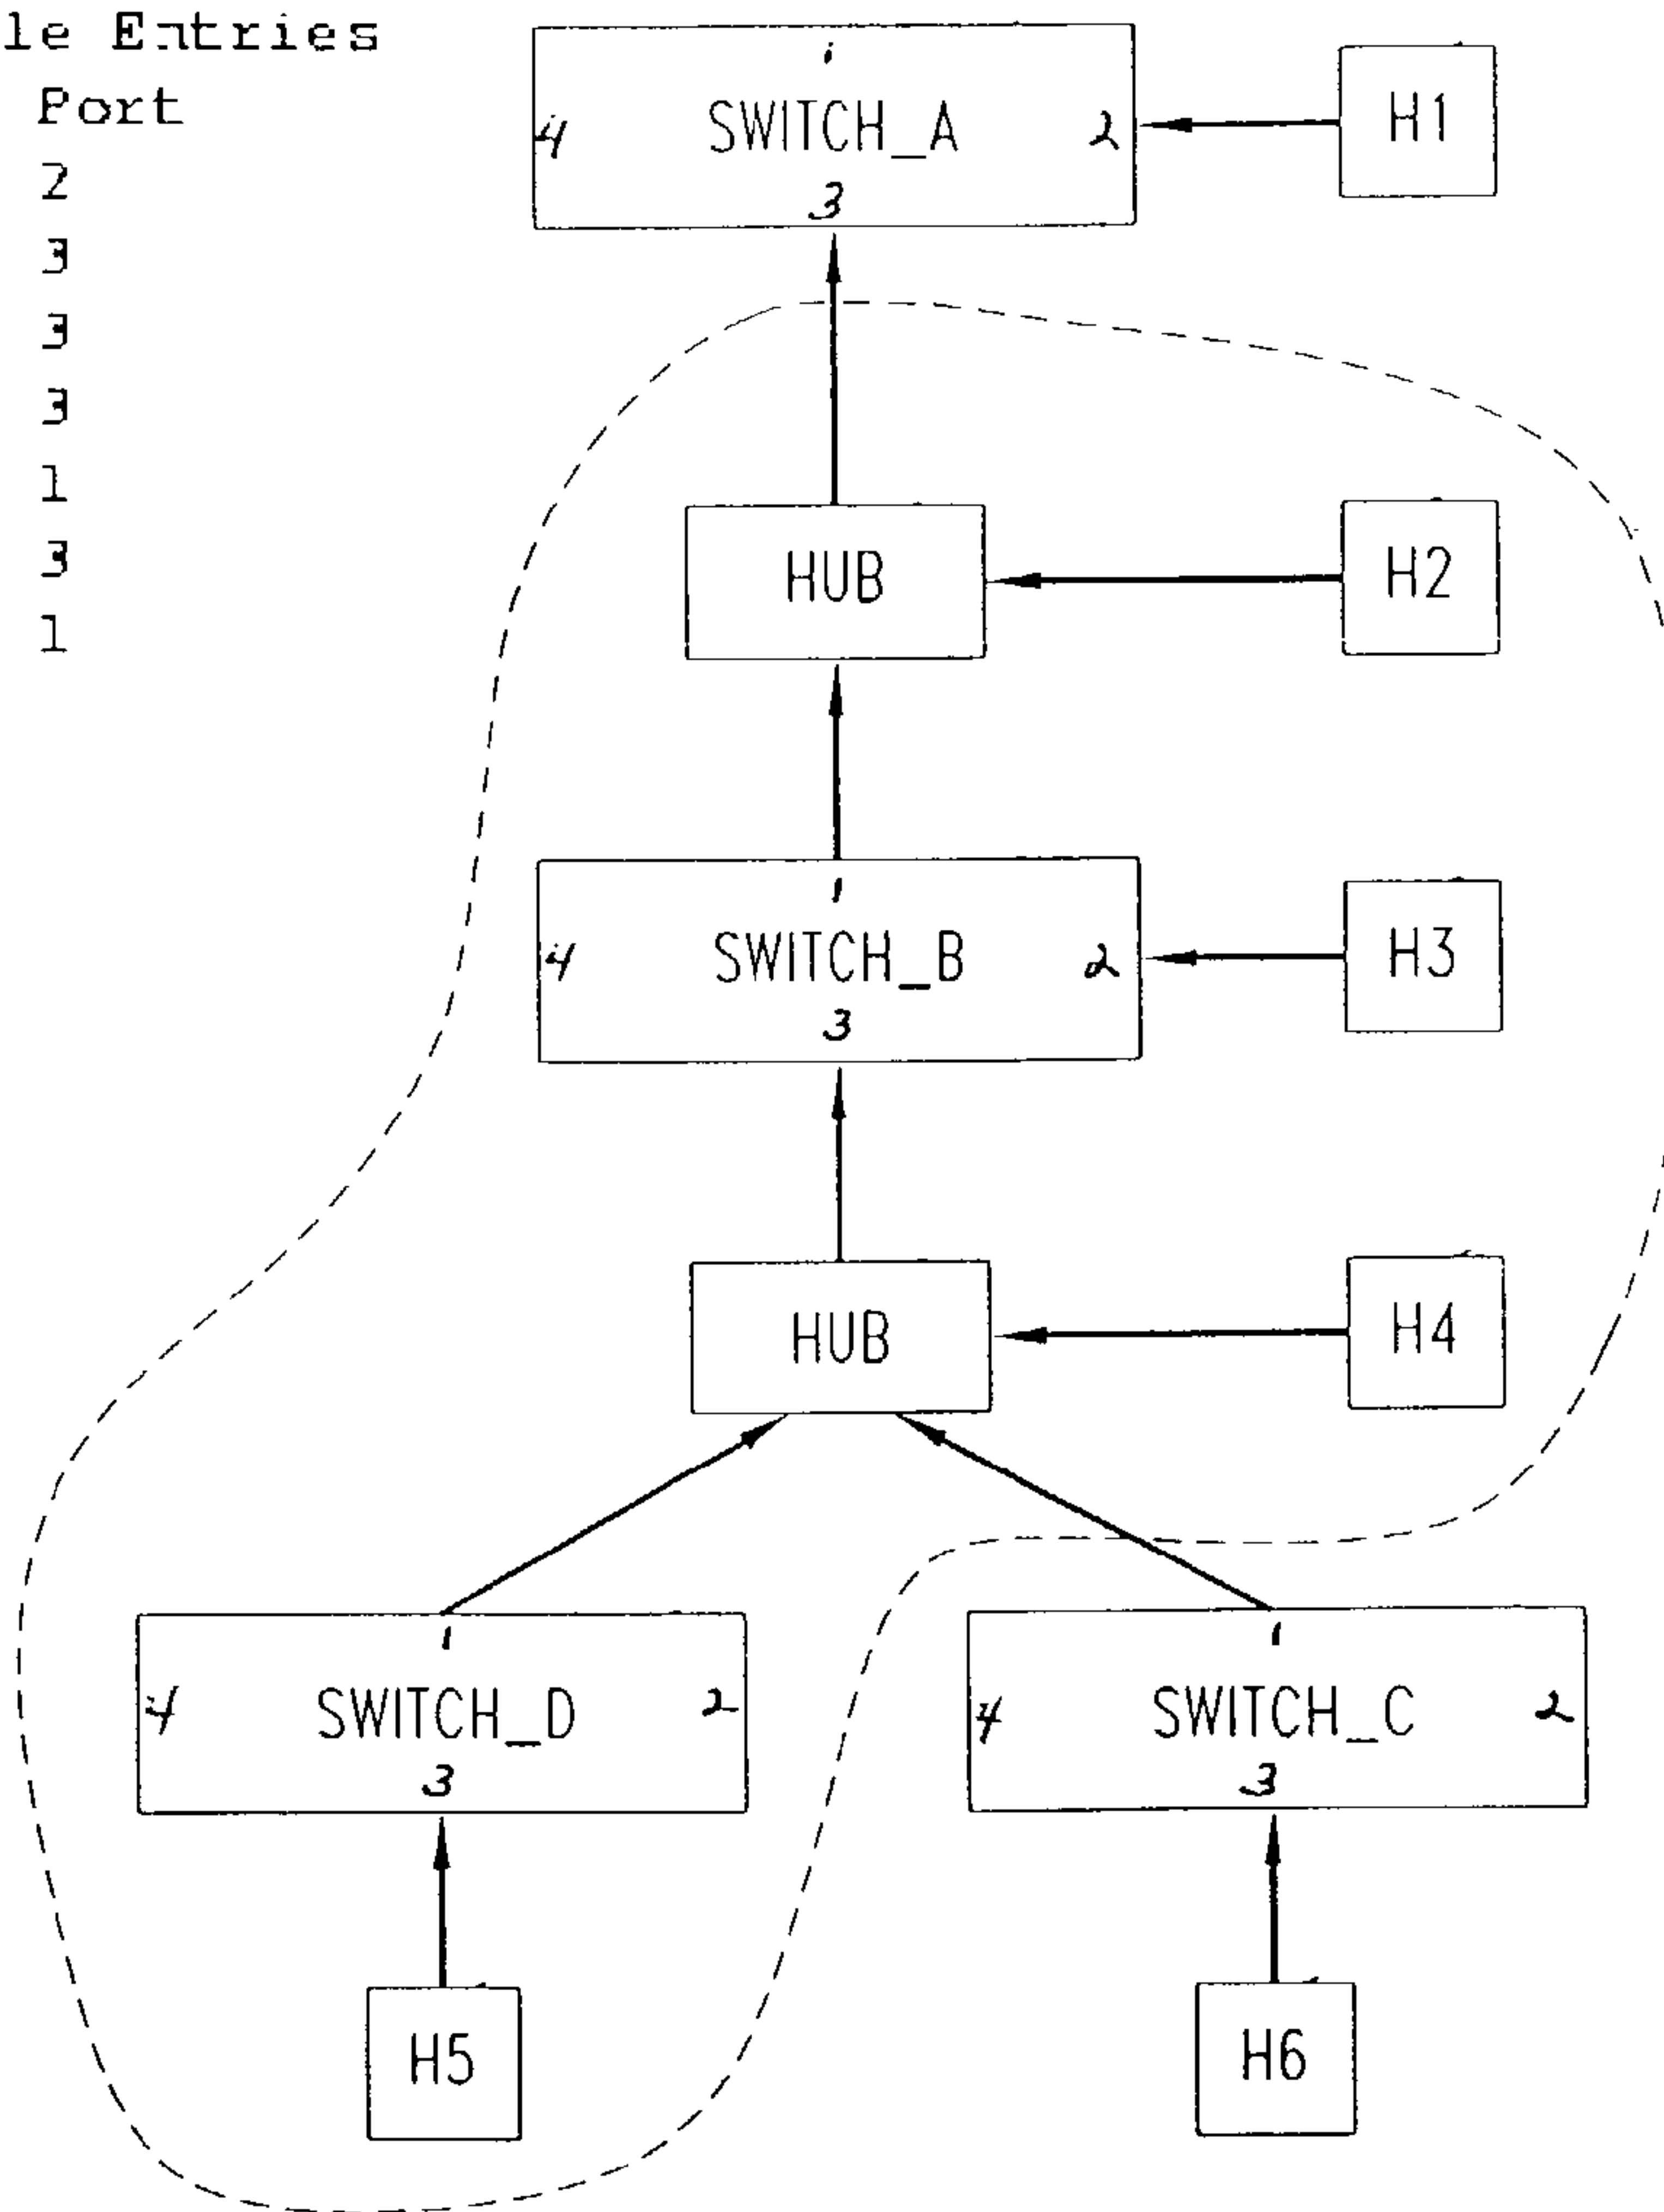 le Entries
Port
2
3
3
3
1
3
1
1
4 SWITCH_A 2
3
H1
HUB
H2
1
4 SWITCH_B 2
3
H3
HUB
H4
1
4 SWITCH_D 2
3
1
4 SWITCH_C 2
3
H5
H6